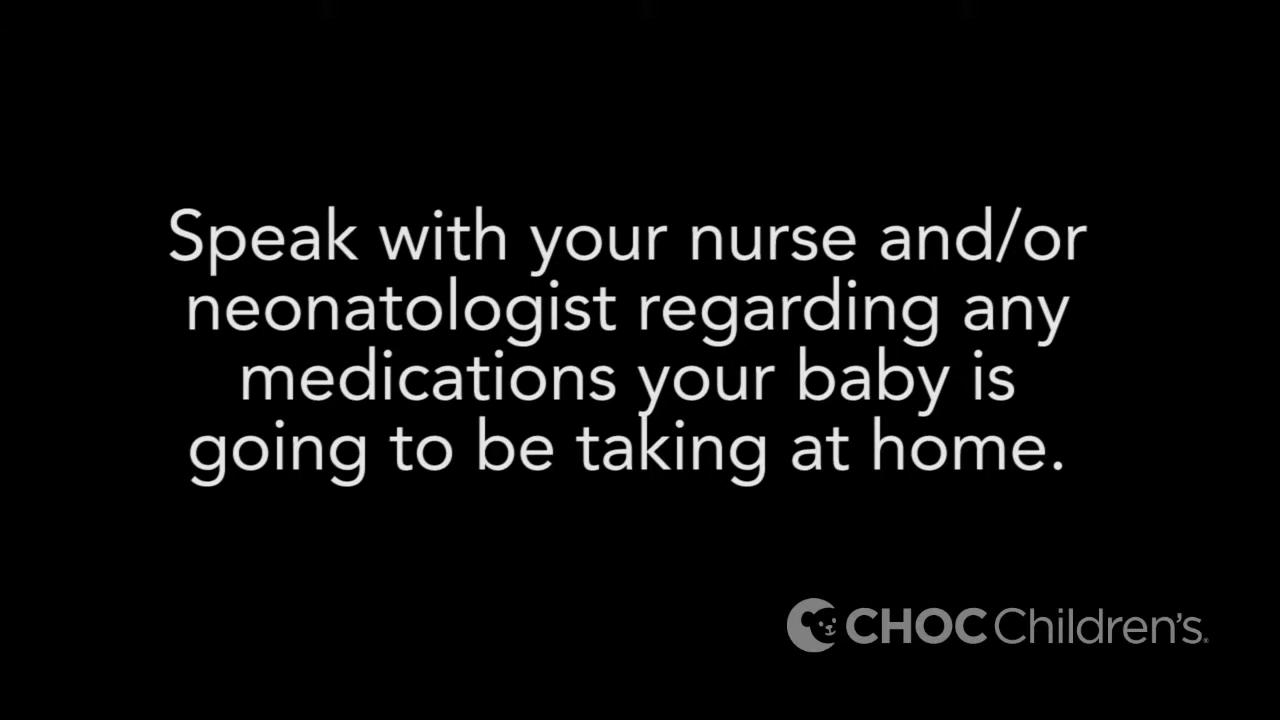 Speak with your nurse and/or
neonatologist regarding any
medications your baby is
going to be taking at home.
CHOC Children's®